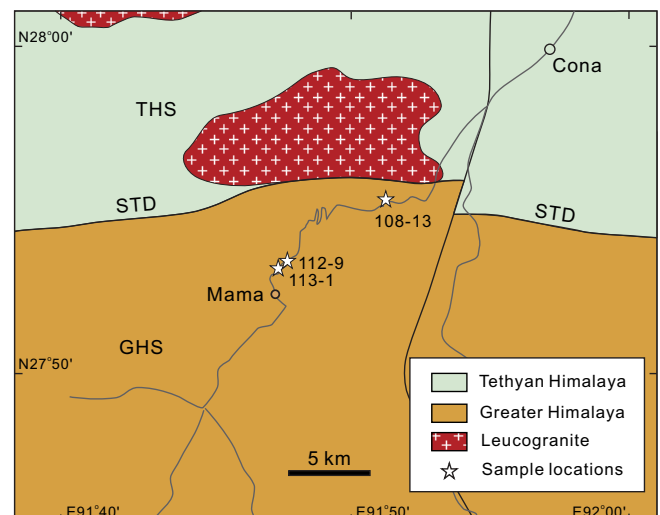 N28°00'
Cona
THS
STD
STD
108-13
112-9
113-1
Mama
GHS
N27°50'
Tethyan Himalaya
Greater Himalaya
Leucogranite
Sample locations
5 km
E91°40'
E91°50'
E92°00'